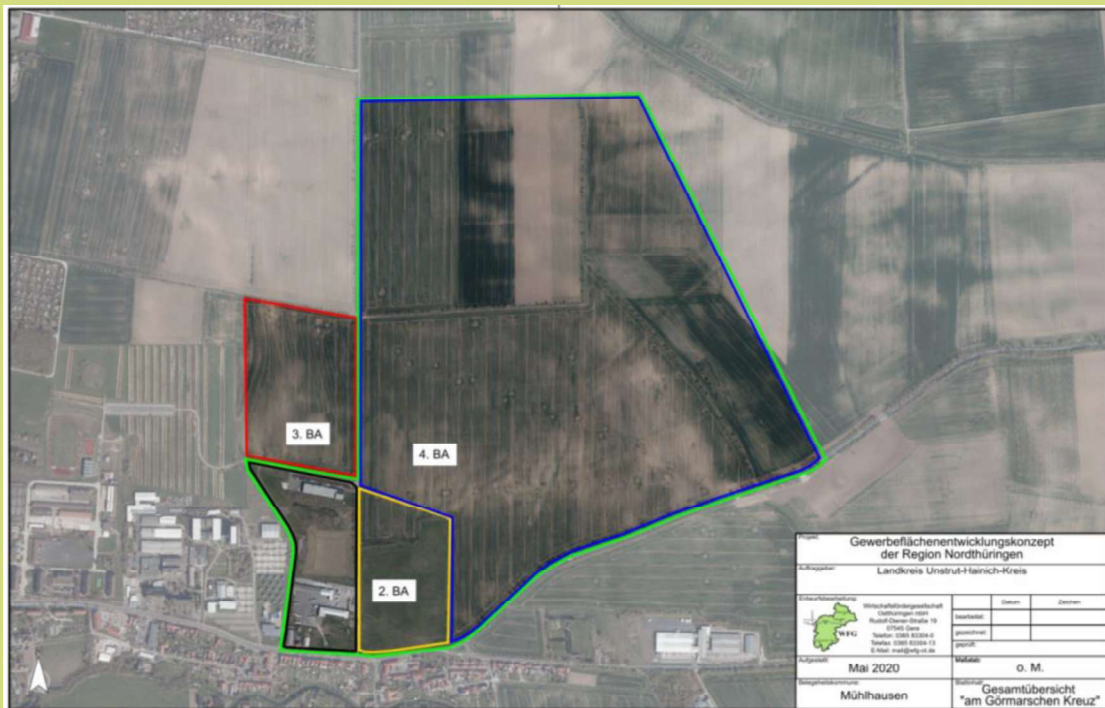 3. BA
4. BA
2. BA
Projekt:
Gewerbeflächenentwicklungskonzept
der Region Nordthüringen
Auftraggeber:
Landkreis Unstrut-Hainich-Kreis
Entwurfsbearbeitung:
WFG
Wirtschaftsfördergesellschaft
Ostthüringen mbH
Rudolf-Diener-Straße 19
07545 Gera
Telefon: 0365 83304-0
Telefax: 0365 83304-13
E-Mail: mail@wfg-ot.de
Datum
Zeichen
bearbeitet:
gezeichnet:
geprüft:
Aufgestellt:
Mai 2020
Maßstab:
o. M.
Belegenheitskommune:
Mühlhausen
Gesamtübersicht
"am Görmarschen Kreuz"